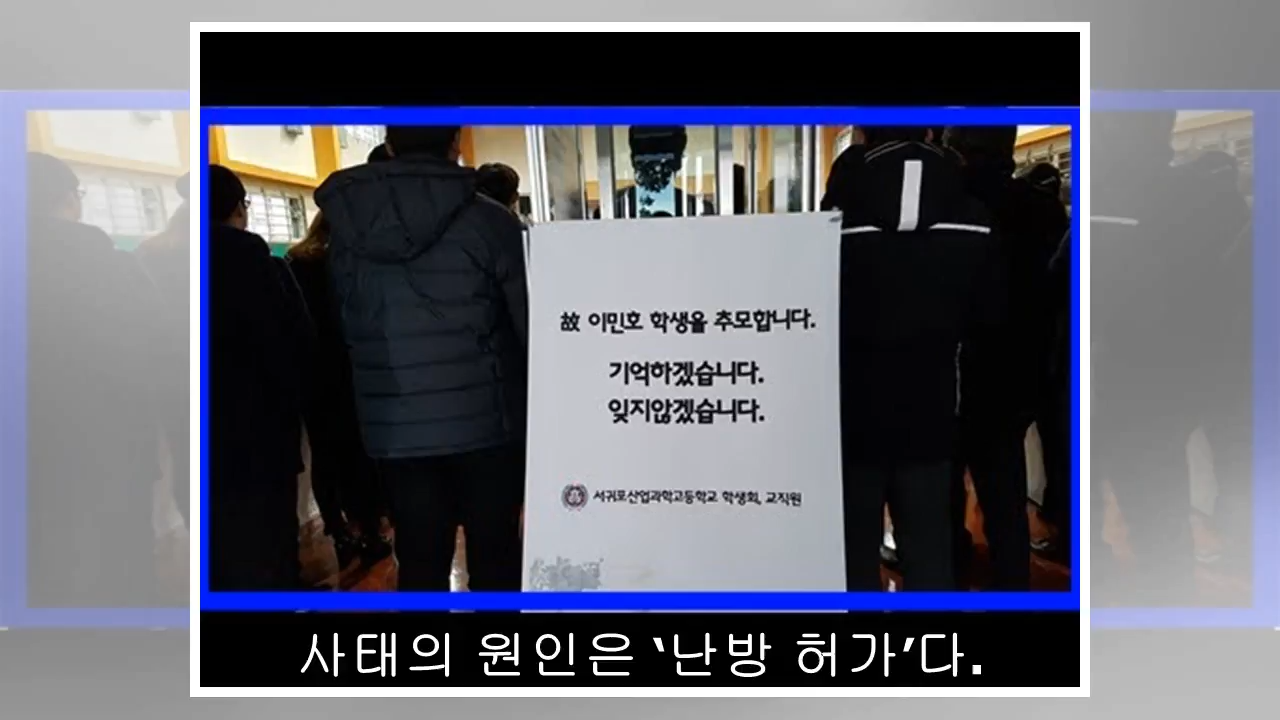 故 이민호 학생을 추모합니다.
기억하겠습니다.
잊지않겠습니다.
서귀포산업과학고등학교 학생회, 교직원
사태의 원인은 ‘난방 허가’다.